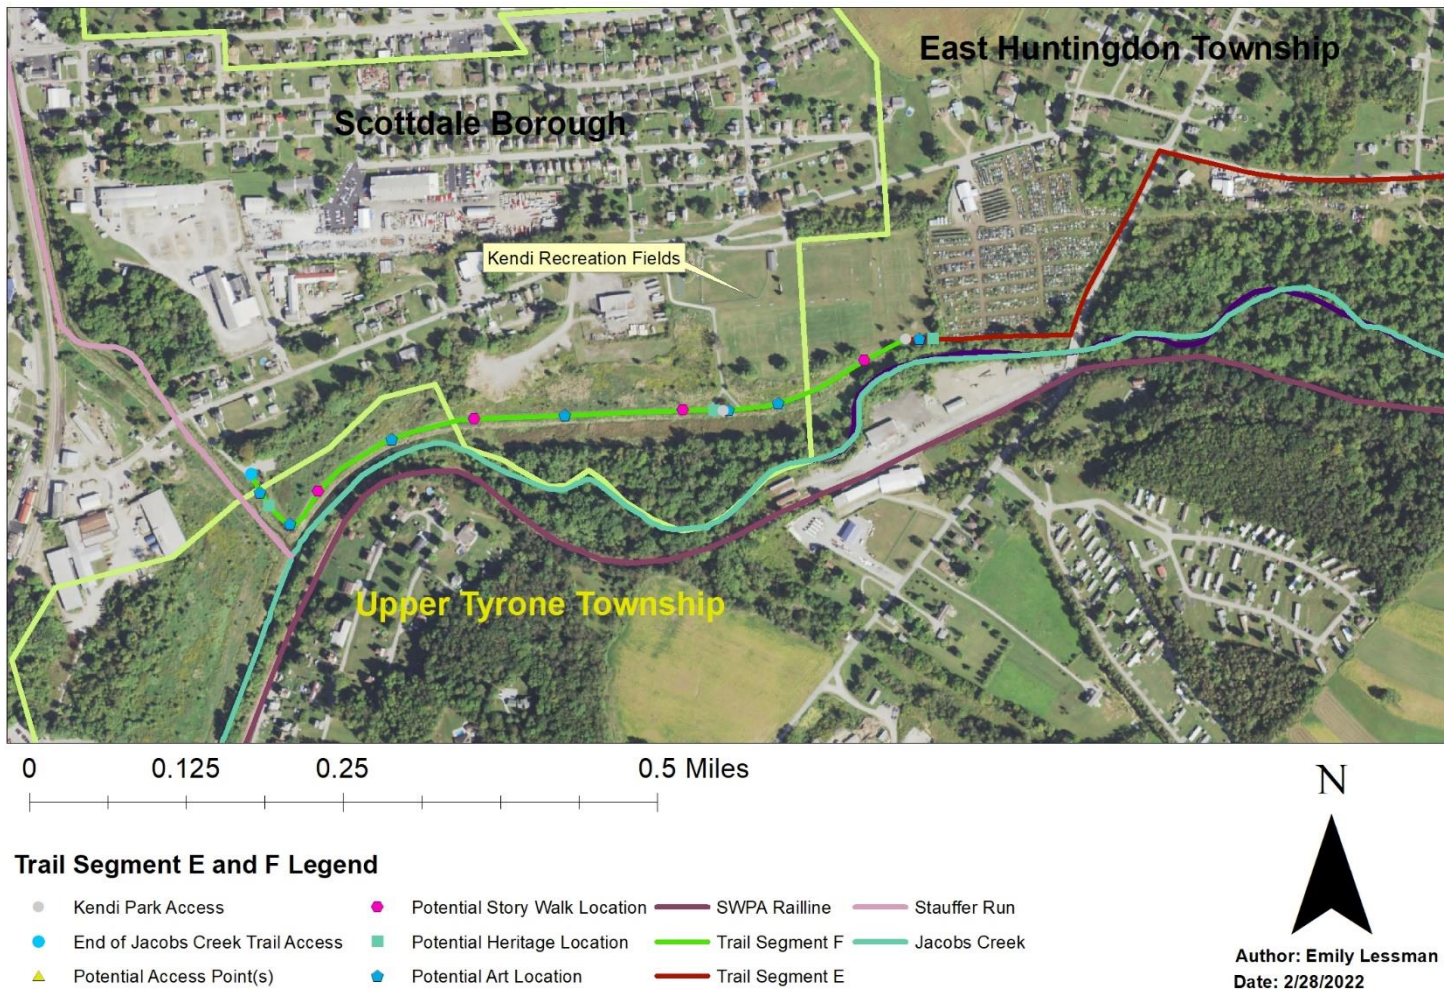 East Huntingdon Township
Scottdale Borough
Kendi Recreation Fields
Upper Tyrone Township
0 0.125 0.25 0.5 Miles
N
Trail Segment E and F Legend
Kendi Park Access
End of Jacobs Creek Trail Access
Potential Access Point(s)
Potential Story Walk Location
Potential Heritage Location
Potential Art Location
SWPA Railline
Trail Segment F
Trail Segment E
Stauffer Run
Jacobs Creek
Author: Emily Lessman
Date: 2/28/2022